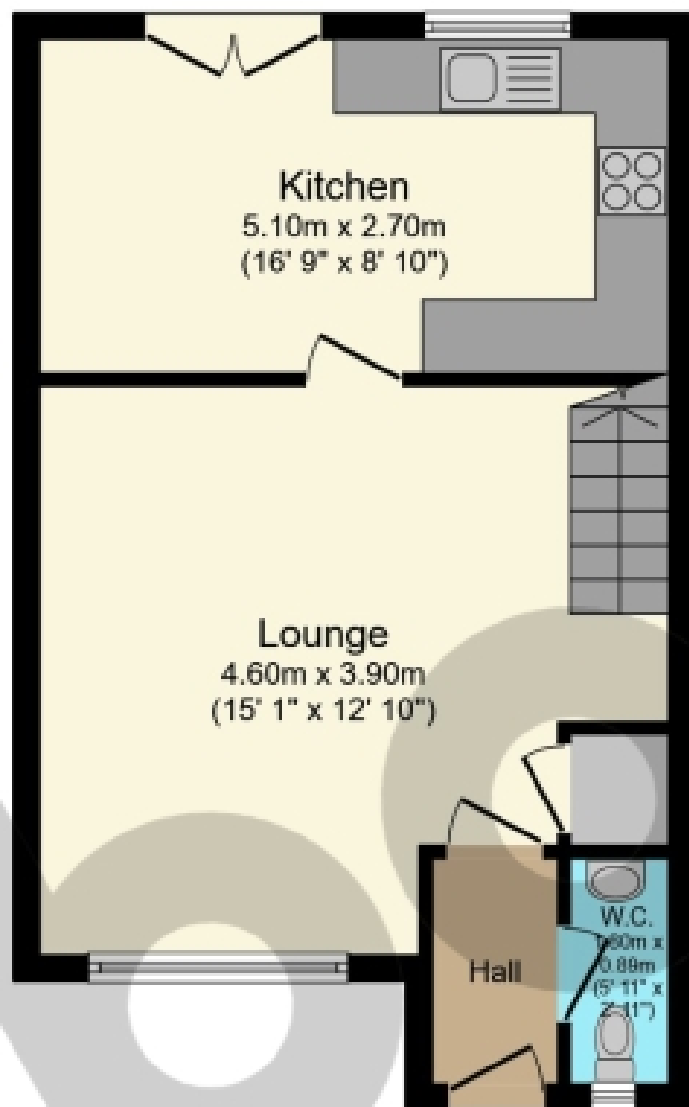 Kitchen
5.10m x 2.70m
(16' 9" x 8' 10")
Lounge
4.60m x 3.90m
(15' 1" x 12' 10")
W.C.
m x
0.89m
(5' 11" x
11")
Hall